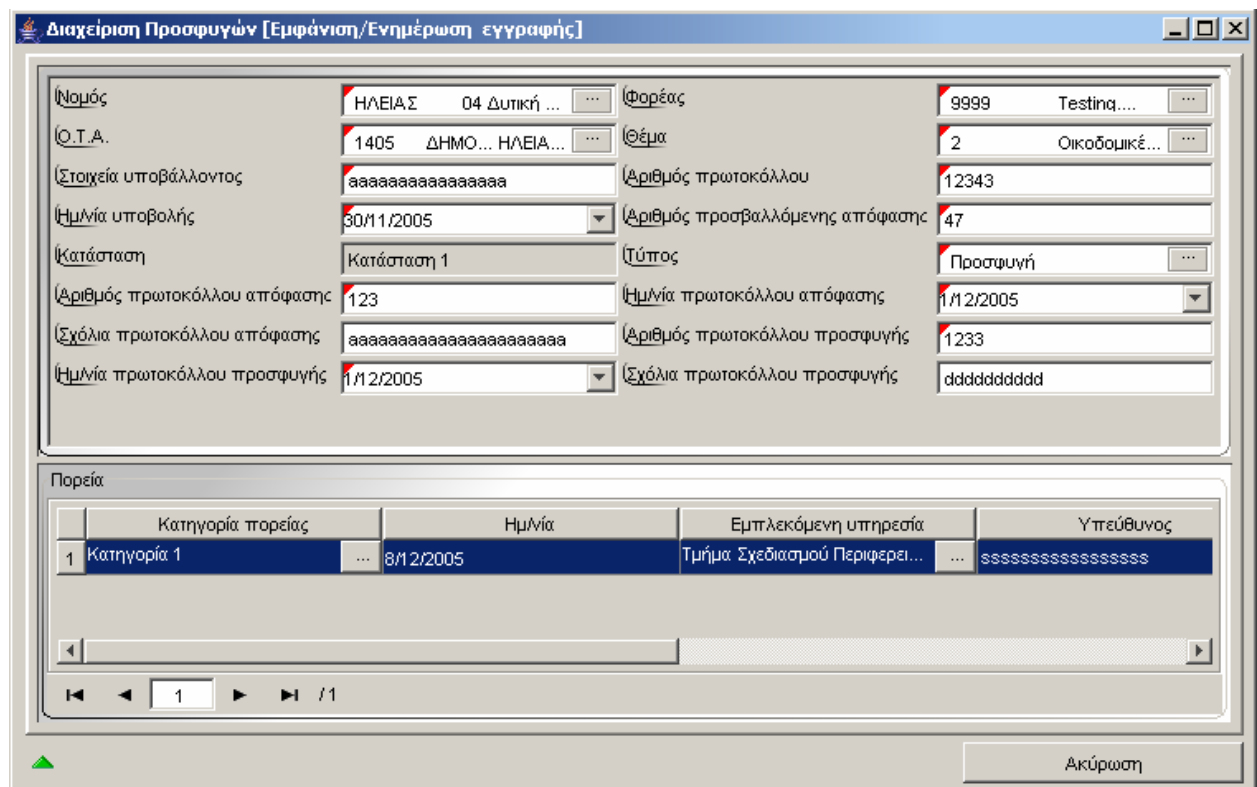 Διαχείριση Προσφυγών [Εμφάνιση/Ενημέρωση εγγραφής]
Νομός ΗΛΕΙΑΣ 04 Δυτική ... ... Φορέας 9999 Testing.... ...
Ο.Τ.Α. 1405 ΔΗΜΟ... ΗΛΕΙΑ... ... Θέμα 2 Οικοδομικέ... ...
Στοιχεία υποβάλλοντος aaaaaaaaaaaaaaaa Αριθμός πρωτοκόλλου 12343
Ημ/νία υποβολής 30/11/2005 Αριθμός προσβαλλόμενης απόφασης 47
Κατάσταση Κατάσταση 1 Τύπος Προσφυγή ...
Αριθμός πρωτοκόλλου απόφασης 123 Ημ/νία πρωτοκόλλου απόφασης 1/12/2005
Σχόλια πρωτοκόλλου απόφασης aaaaaaaaaaaaaaaaaaaaaa Αριθμός πρωτοκόλλου προσφυγής 1233
Ημ/νία πρωτοκόλλου προσφυγής 1/12/2005 Σχόλια πρωτοκόλλου προσφυγής dddddddddd
Πορεία
Κατηγορία πορείας Ημ/νία Εμπλεκόμενη υπηρεσία Υπεύθυνος
1 Κατηγορία 1 ... 8/12/2005 Τμήμα Σχεδιασμού Περιφερει... ... sssssssssssssssss
1 /1
Ακύρωση